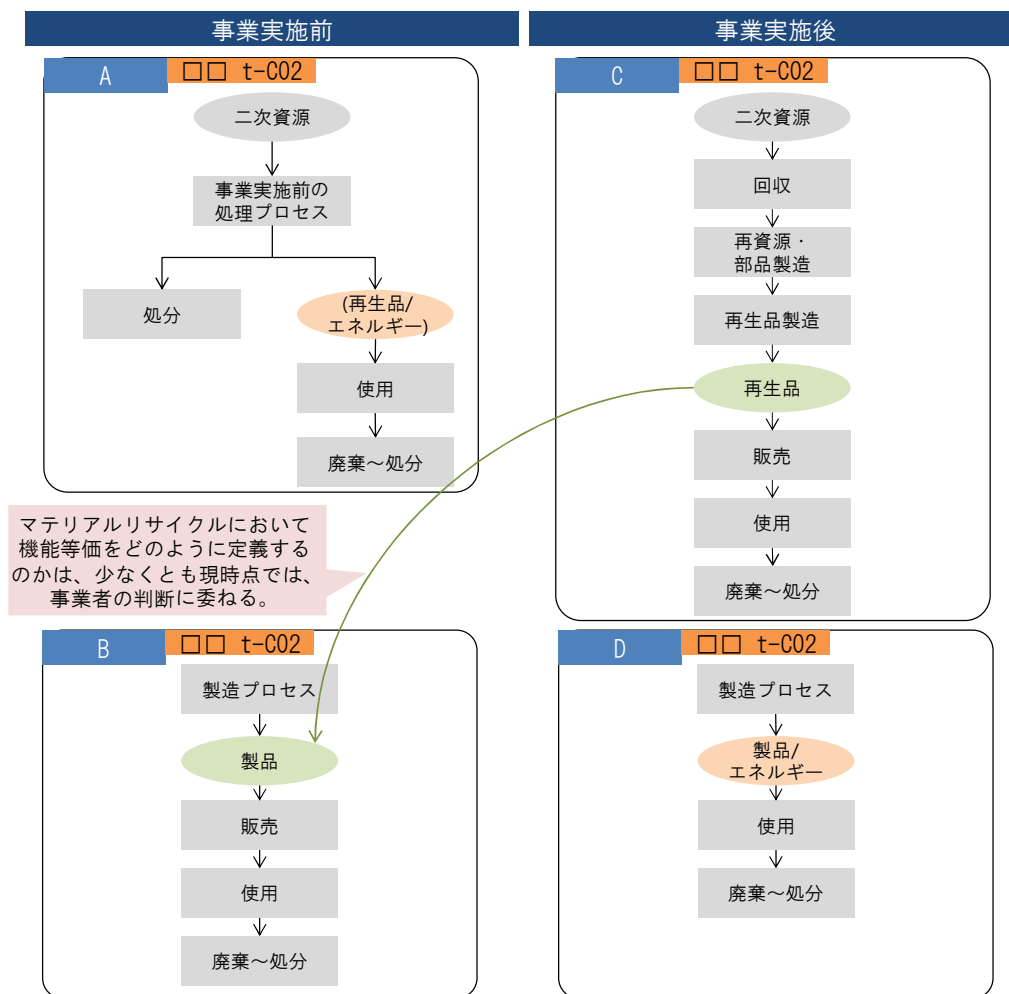 事業実施前
事業実施後
A
□□ t-CO2
二次資源
事業実施前の
処理プロセス
処分
(再生品/
エネルギー)
使用
廃棄～処分
C
□□ t-CO2
二次資源
回収
再資源・
部品製造
再生品製造
再生品
販売
使用
廃棄～処分
マテリアルリサイクルにおいて
機能等価をどのように定義する
のかは、少なくとも現時点では、
事業者の判断に委ねる。
B
□□ t-CO2
製造プロセス
製品
販売
使用
廃棄～処分
D
□□ t-CO2
製造プロセス
製品/
エネルギー
使用
廃棄～処分